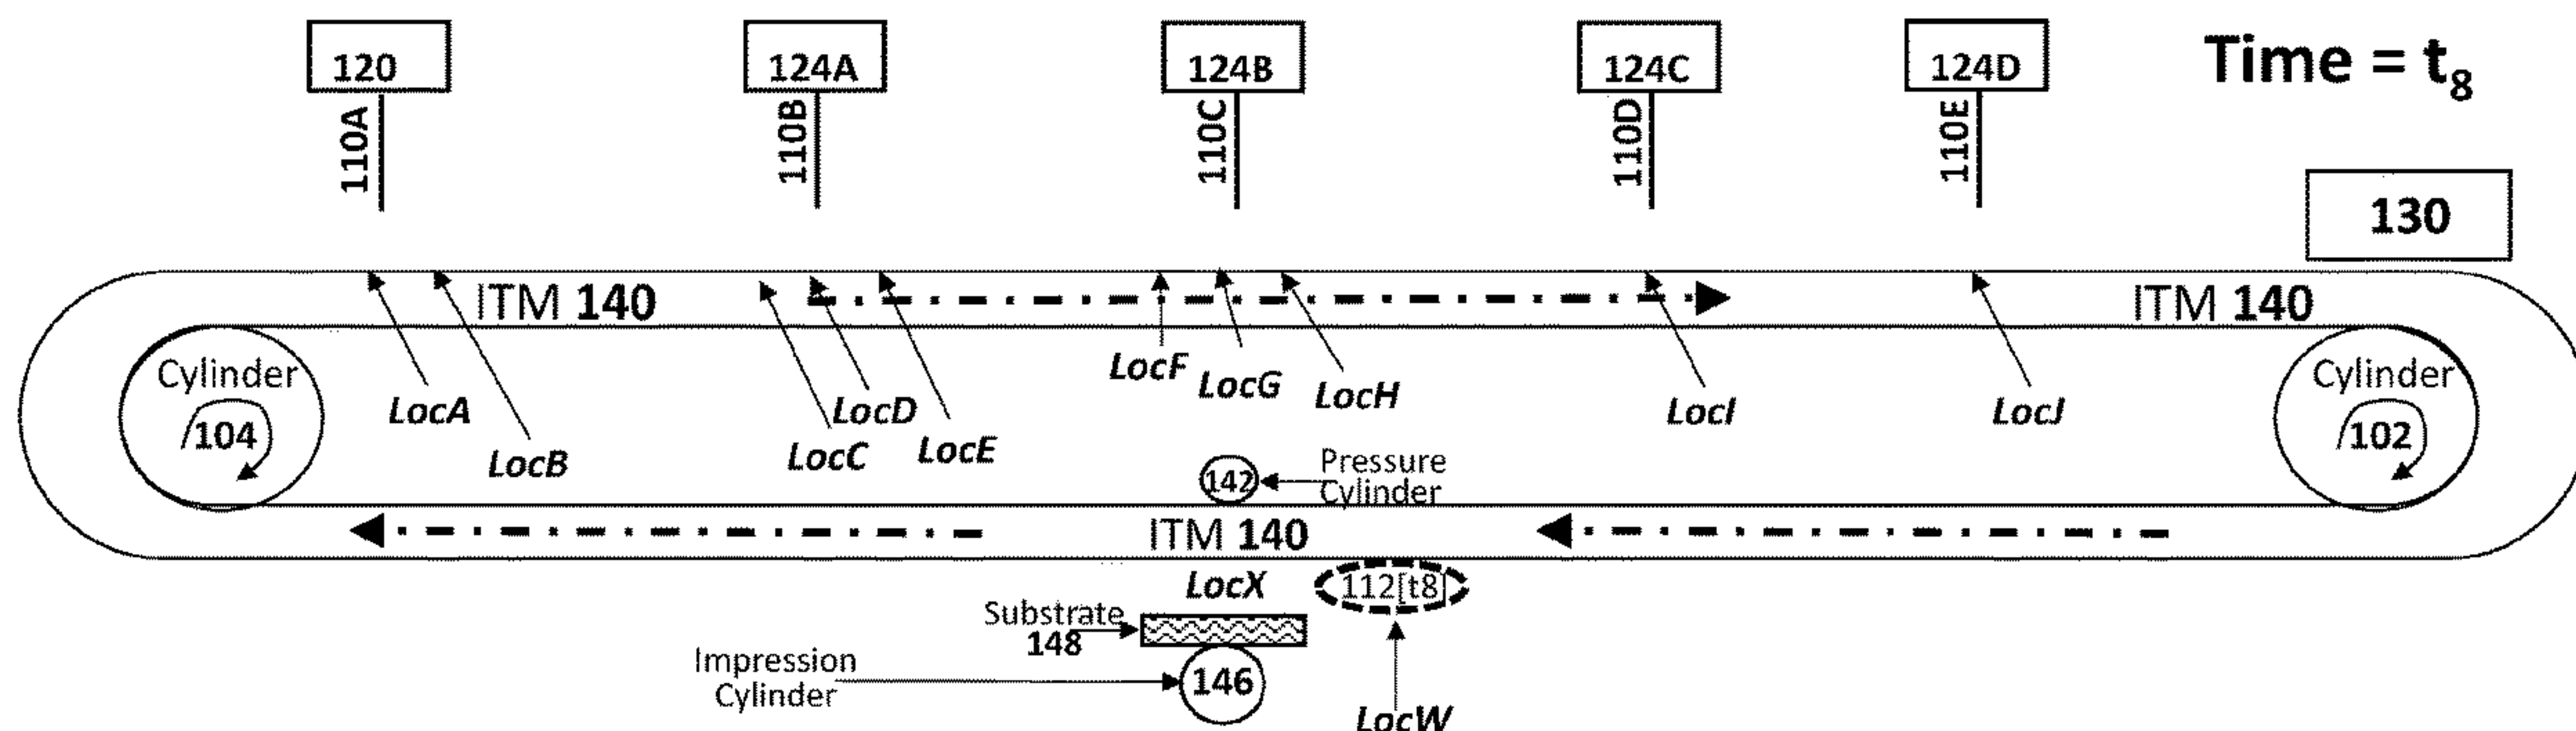 120
124A
124B
124C
124D
Time = t8
110A
110B
110C
110D
110E
130
ITM 140
ITM 140
Cylinder
104
LocA
LocB
LocC
LocD
LocE
LocF
LocG
LocH
LocI
LocJ
Cylinder
102
142
Pressure
Cylinder
ITM 140
LocX
112[t8]
Substrate
148
Impression
Cylinder
146
LocW